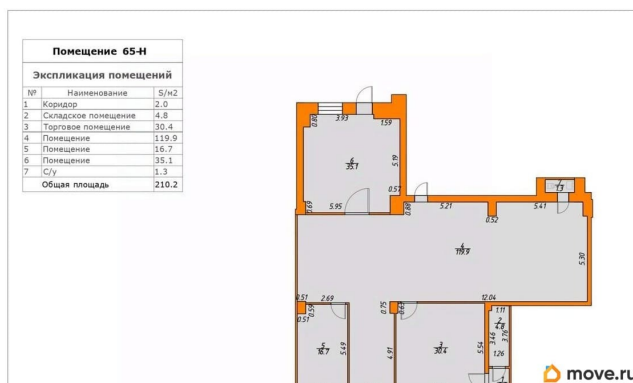 Помещение 65-Н
Экспликация помещений
№ Наименование S/м2
1 Коридор 2.0
2 Складское помещение 4.8
3 Торговое помещение 30.4
4 Помещение 119.9
5 Помещение 16.7
6 Помещение 35.1
7 С/у 1.3
Общая площадь 210.2
0.80 3.93 1.59
6
35.1
5.19
0.57
0.69 5.95
0.88 5.21
0.52
5.41
7
1.3
4
119.9
5.30
0.51 2.69
0.59
0.51
0.75
0.63
12.04
5
16.7
5.49
4.91
3
30.4
5.54
1.11
2
4.8
3.46
3.76
1.26
1
move.ru